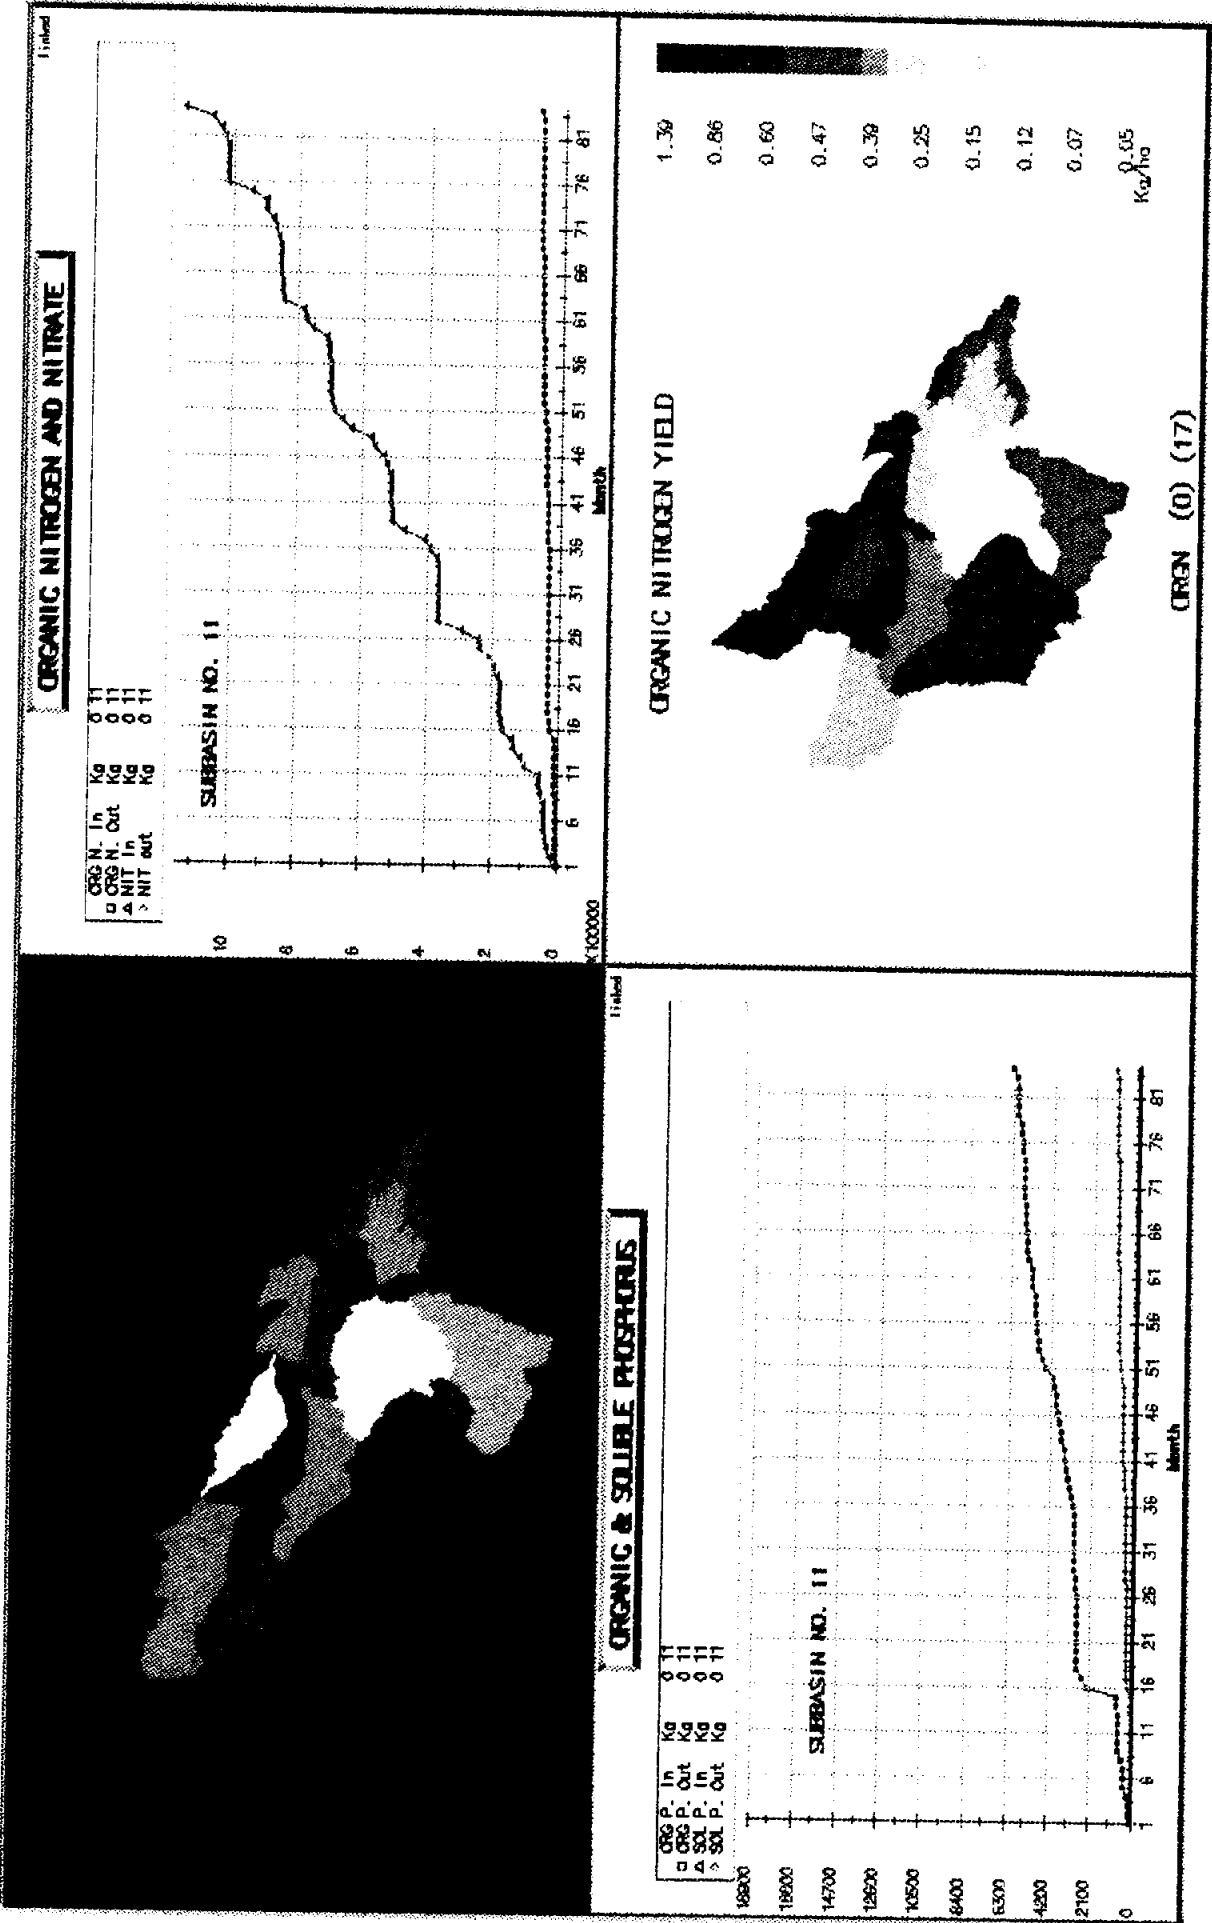 Linked
ORGANIC NITROGEN AND NITRATE
ORG N. In Kg 0 11
ORG N. Out Kg 0 11
NIT In Kg 0 11
NIT out Kg 0 11
SUBBASIN NO. 11
10
8
6
4
2
0
X100000
1 6 11 16 21 26 31 36 41 46 51 56 61 66 71 76 81
Month
Linked
ORGANIC & SOLUBLE PHOSPHORUS
ORG P. In Kg 0 11
ORG P. Out Kg 0 11
SOL P. In Kg 0 11
SOL P. Out Kg 0 11
SUBBASIN NO. 11
14700
12600
10500
8400
6300
4200
2100
0
1 6 11 16 21 26 31 36 41 46 51 56 61 66 71 76 81
Month
ORGANIC NITROGEN YIELD
1.39
0.86
0.60
0.47
0.39
0.25
0.15
0.12
0.07
0.05
Kg/ha
ORGN (0) (17)